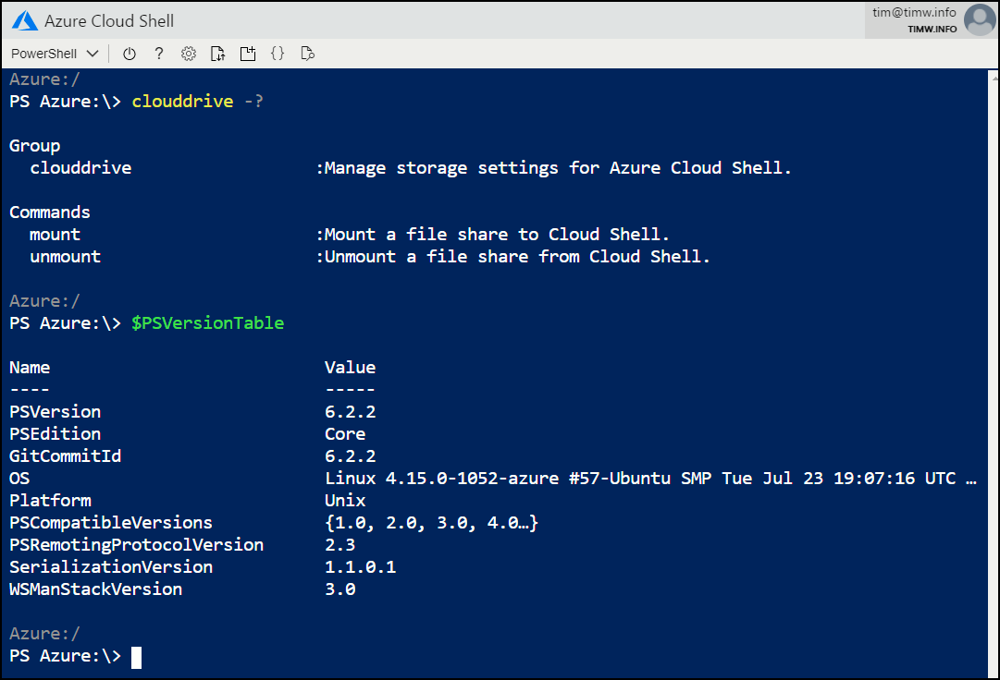 Azure Cloud Shell
tim@timw.info
TIMW.INFO
PowerShell
?
{}
Azure:/
PS Azure:\> clouddrive -?
Group
clouddrive :Manage storage settings for Azure Cloud Shell.
Commands
mount :Mount a file share to Cloud Shell.
unmount :Unmount a file share from Cloud Shell.
Azure:/
PS Azure:\> $PSVersionTable
Name Value
---- -----
PSVersion 6.2.2
PSEdition Core
GitCommitId 6.2.2
OS Linux 4.15.0-1052-azure #57-Ubuntu SMP Tue Jul 23 19:07:16 UTC …
Platform Unix
PSCompatibleVersions {1.0, 2.0, 3.0, 4.0…}
PSRemotingProtocolVersion 2.3
SerializationVersion 1.1.0.1
WSManStackVersion 3.0
Azure:/
PS Azure:\>